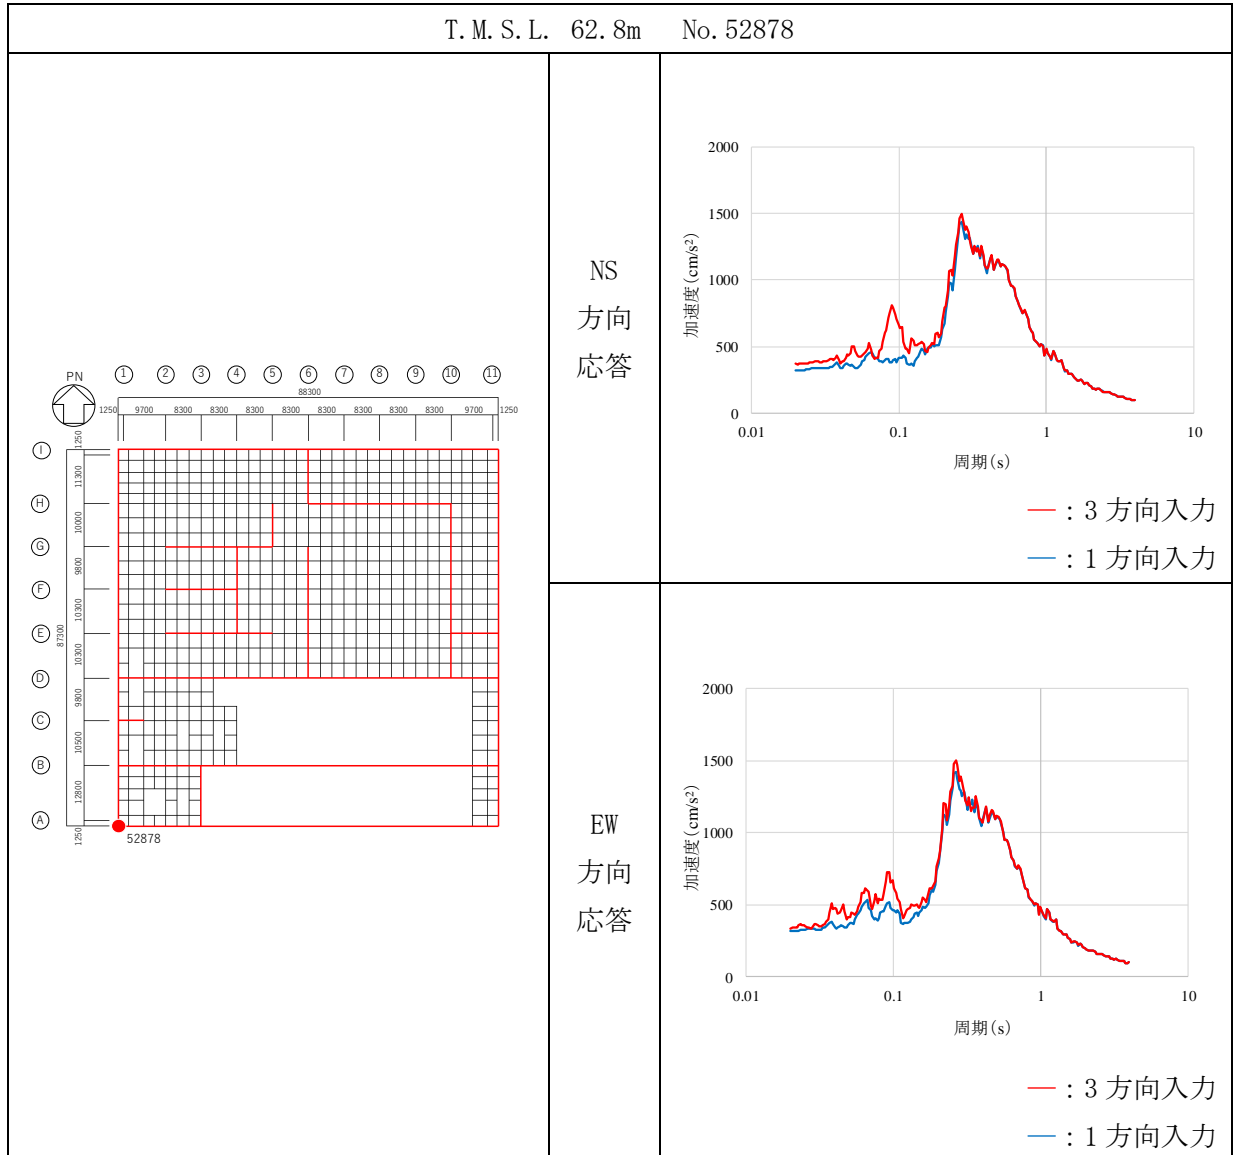 T.M.S.L. 62.8m No.52878
PN
1 2 3 4 5 6 7 8 9 10 11
88300
1250 9700 8300 8300 8300 8300 8300 8300 8300 8300 9700 1250
I
H
G
F
E
D
C
B
A
1250
11300
10000
9800
10300
10300
9800
10500
12800
1250
87300
52878
NS
方向
応答
2000
1500
1000
500
0
加速度(cm/s²)
0.01 0.1 1 10
周期(s)
:3方向入力
:1方向入力
EW
方向
応答
2000
1500
1000
500
0
加速度(cm/s²)
0.01 0.1 1 10
周期(s)
:3方向入力
:1方向入力